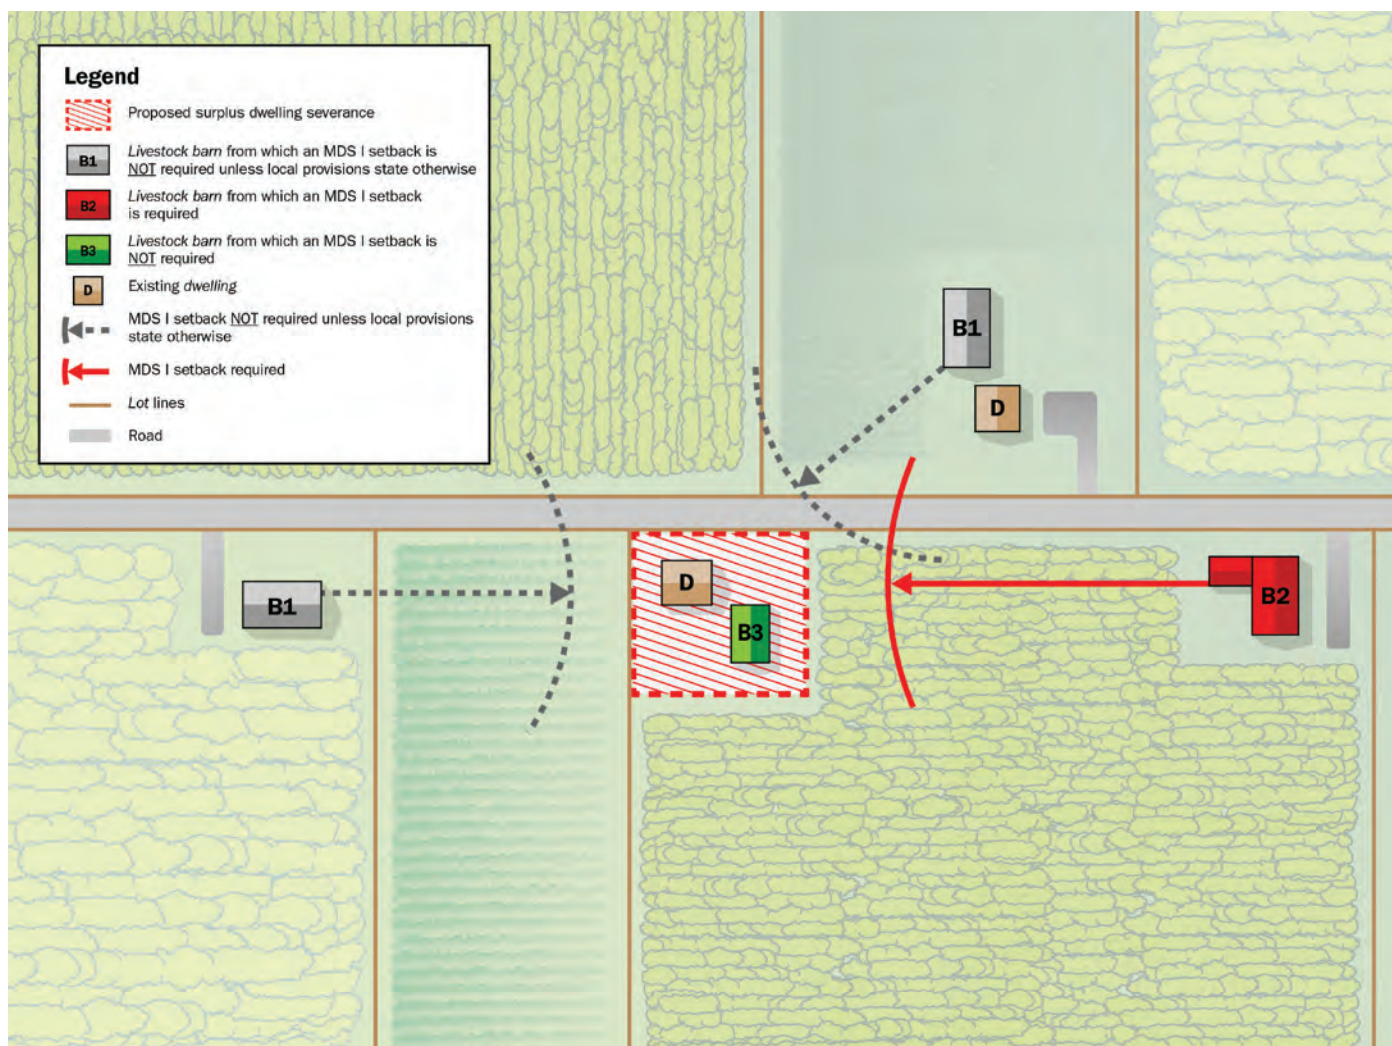 Legend
Proposed surplus dwelling severance
B1
Livestock barn from which an MDS I setback is
NOT required unless local provisions state otherwise
B2
Livestock barn from which an MDS I setback
is required
B3
Livestock barn from which an MDS I setback is
NOT required
D
Existing dwelling
MDS I setback NOT required unless local provisions
state otherwise
MDS I setback required
Lot lines
Road
B1
D
B1
D
B3
B2